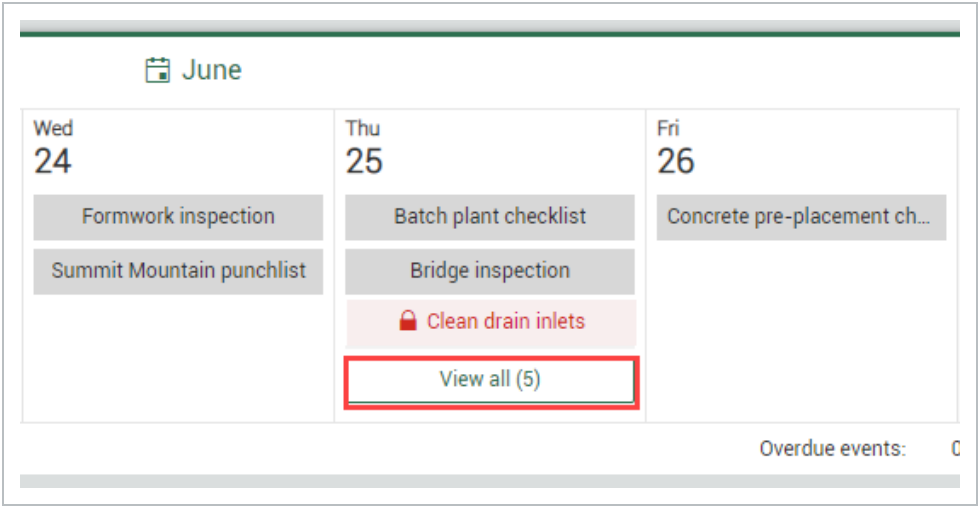 June
Wed
24
Formwork inspection
Summit Mountain punchlist
Thu
25
Batch plant checklist
Bridge inspection
Clean drain inlets
View all (5)
Fri
26
Concrete pre-placement ch...
Overdue events: 0